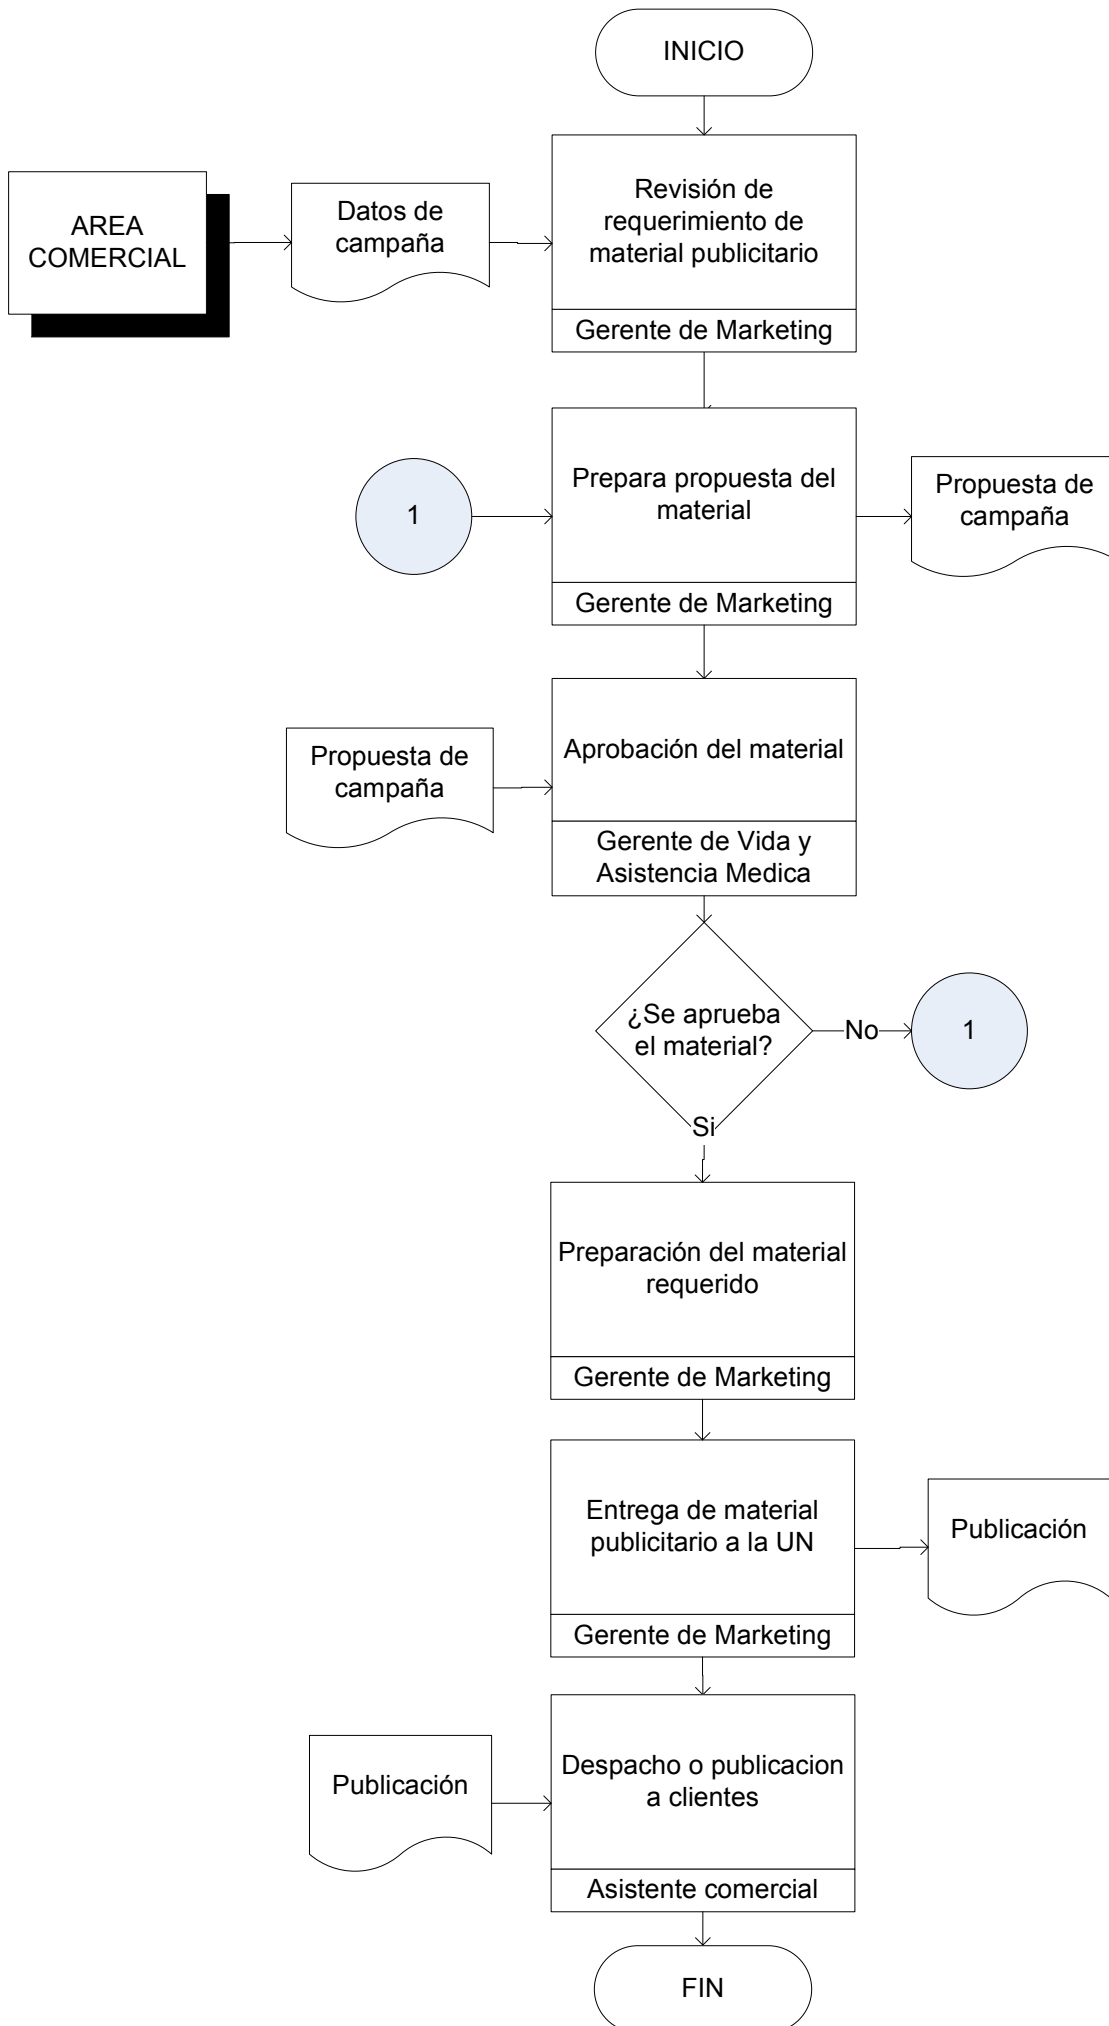 INICIO
AREA
COMERCIAL
Datos de
campaña
Revisión de
requerimiento de
material publicitario
Gerente de Marketing
1
Prepara propuesta del
material
Gerente de Marketing
Propuesta de
campaña
Propuesta de
campaña
Aprobación del material
Gerente de Vida y
Asistencia Medica
¿Se aprueba
el material?
No
1
Si
Preparación del material
requerido
Gerente de Marketing
Entrega de material
publicitario a la UN
Gerente de Marketing
Publicación
Publicación
Despacho o publicacion
a clientes
Asistente comercial
FIN